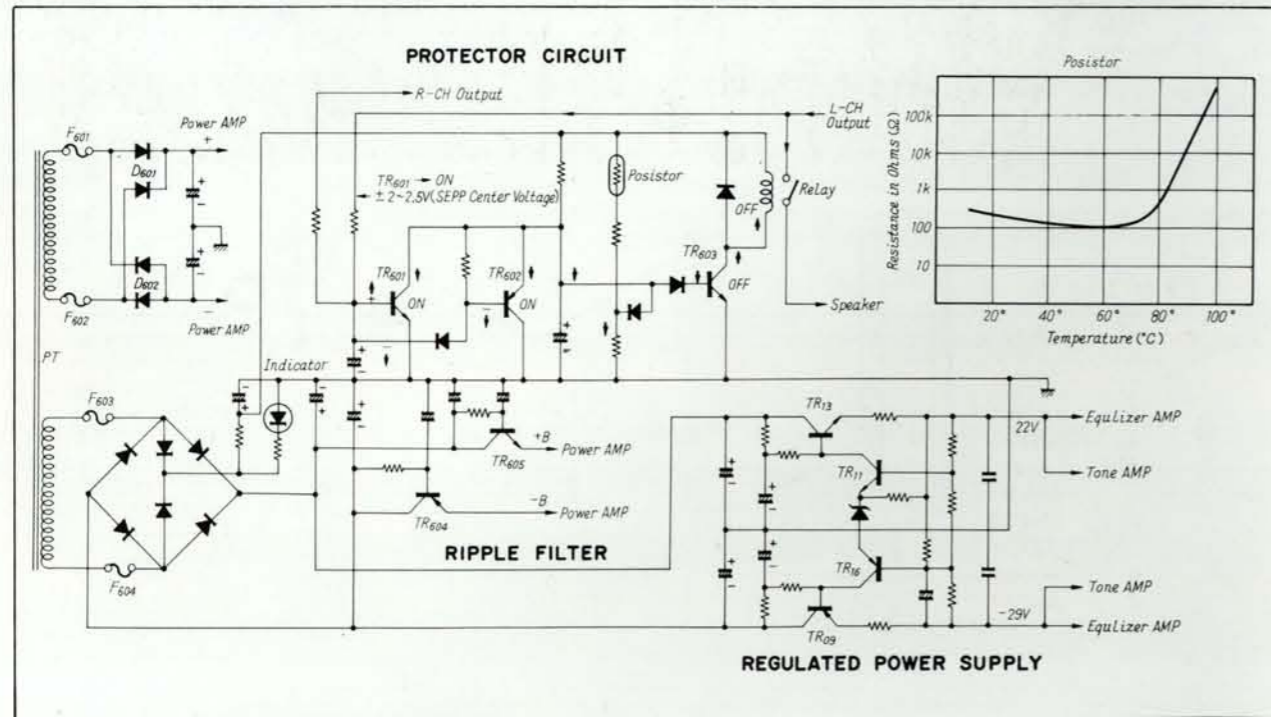 PROTECTOR CIRCUIT
R-CH Output
L-CH
Output
F601
Power AMP
+
D601
D602
−
Power AMP
F602
PT
TR601 → ON
± 2~2.5V (SEPP Center Voltage)
Posistor
Relay
OFF
TR601
ON
TR602
ON
TR603
OFF
Speaker
Indicator
F603
F604
+B
Power AMP
TR605
−B
Power AMP
TR604
RIPPLE FILTER
TR13
22V
Equlizer AMP
TR11
Tone AMP
TR16
Tone AMP
−29V
Equlizer AMP
TR09
REGULATED POWER SUPPLY
Posistor
Resistance in Ohms (Ω)
100k
10k
1k
100
10
20° 40° 60° 80° 100°
Temperature (°C)